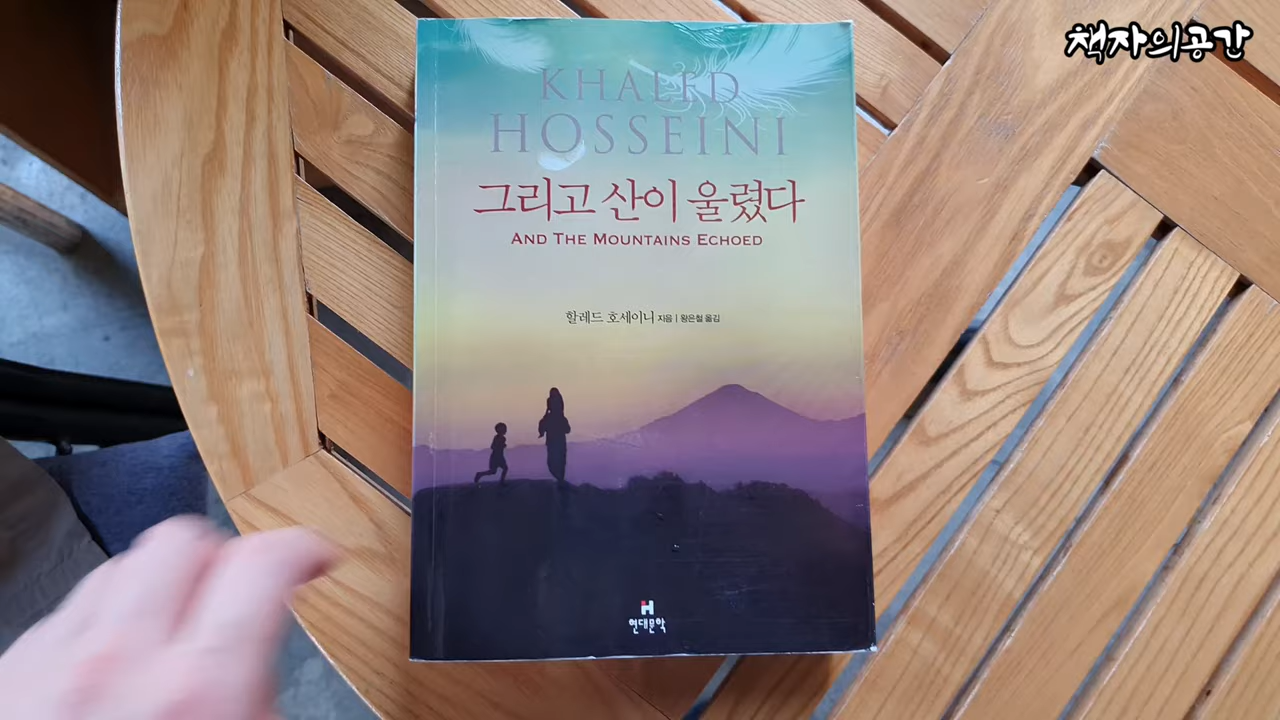 책자의공간
KHALED
HOSSEINI
그리고 산이 울렸다
AND THE MOUNTAINS ECHOED
할레드 호세이니 지음 | 왕은철 옮김
H
현대문학